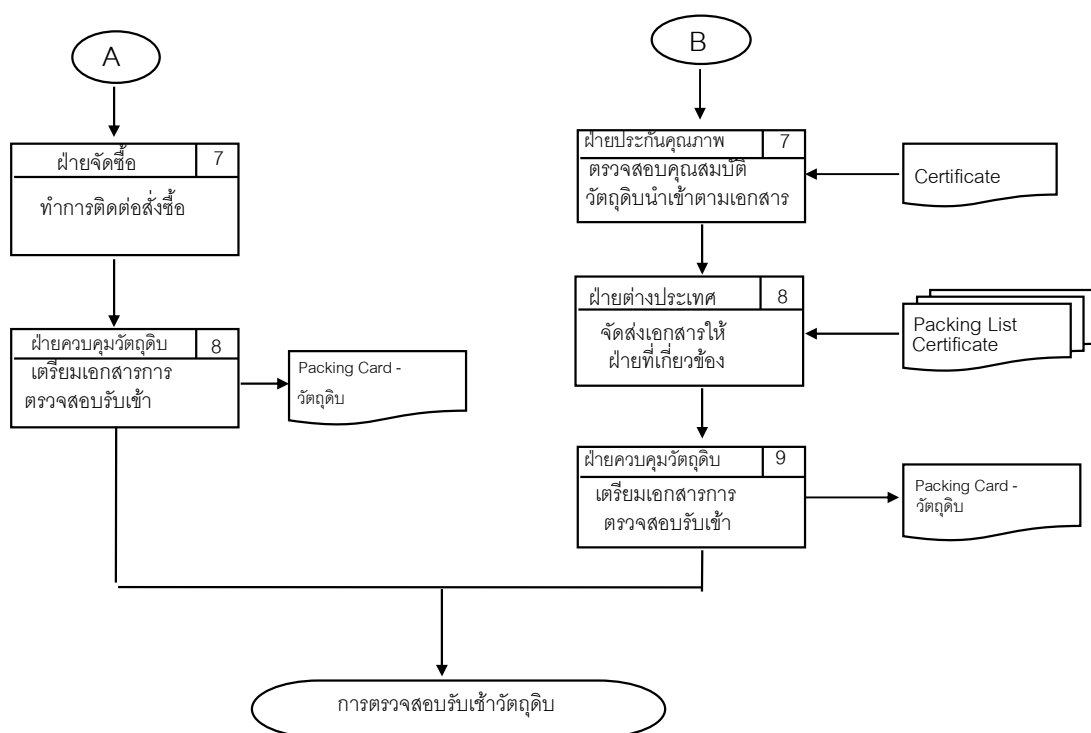 A
ฝ่ายจัดซื้อ 7
ทำการติดต่อสั่งซื้อ
ฝ่ายควบคุมวัตถุดิบ 8
เตรียมเอกสารการ
ตรวจสอบรับเข้า
Packing Card -
วัตถุดิบ
B
ฝ่ายประกันคุณภาพ 7
ตรวจสอบคุณสมบัติ
วัตถุดิบนำเข้าตามเอกสาร
Certificate
ฝ่ายต่างประเทศ 8
จัดส่งเอกสารให้
ฝ่ายที่เกี่ยวข้อง
Packing List
Certificate
ฝ่ายควบคุมวัตถุดิบ 9
เตรียมเอกสารการ
ตรวจสอบรับเข้า
Packing Card -
วัตถุดิบ
การตรวจสอบรับเช้าวัตถุดิบ